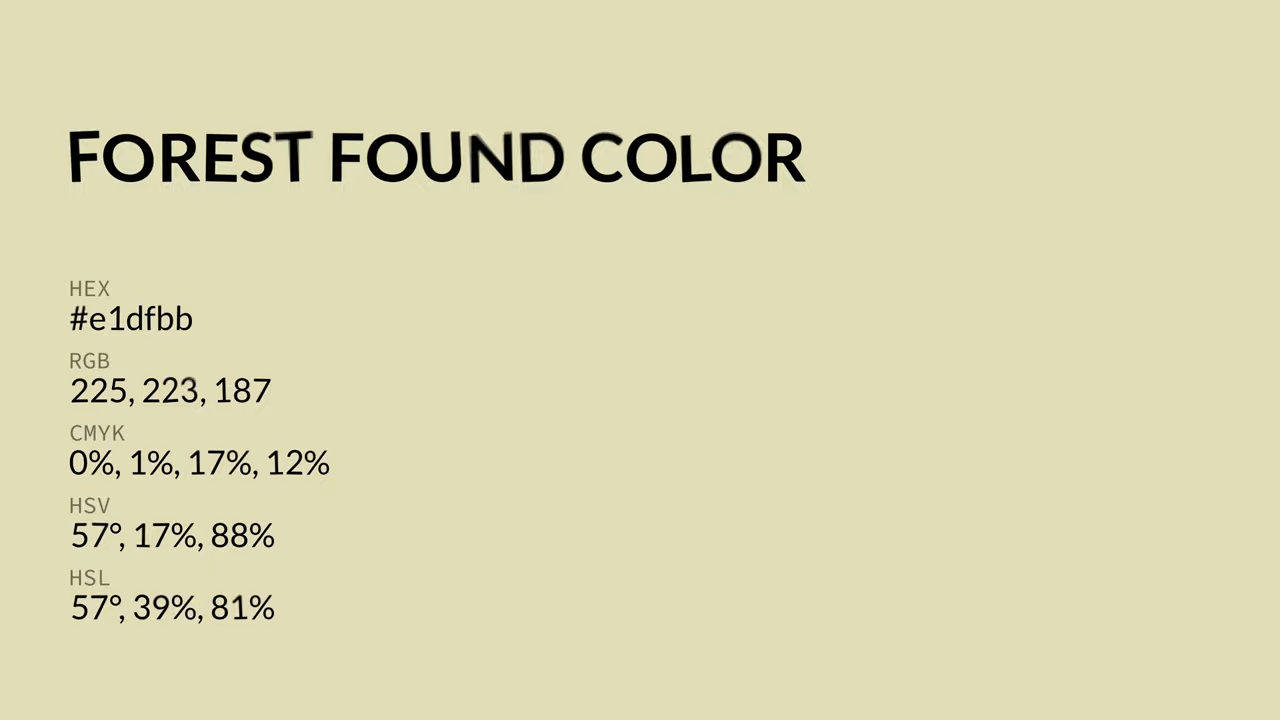 FOREST FOUND COLOR
HEX
#e1dfbb
RGB
225, 223, 187
CMYK
0%, 1%, 17%, 12%
HSV
57°, 17%, 88%
HSL
57°, 39%, 81%